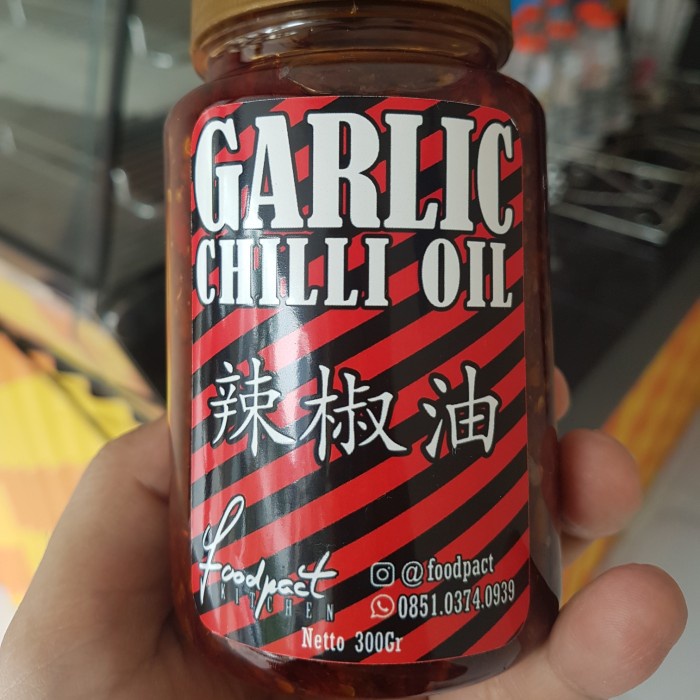 GARLIC
CHILLI OIL
辣椒油
foodpact
KITCHEN
@foodpact
0851.0374.0939
Netto 300Gr